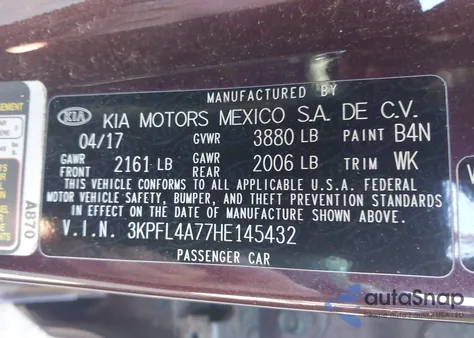 MANUFACTURED BY
KIA KIA MOTORS MEXICO S.A. DE C.V.
04/17 GVWR 3880 LB PAINT B4N
GAWR FRONT 2161 LB GAWR REAR 2006 LB TRIM WK
THIS VEHICLE CONFORMS TO ALL APPLICABLE U.S.A. FEDERAL
MOTOR VEHICLE SAFETY, BUMPER, AND THEFT PREVENTION STANDARDS
IN EFFECT ON THE DATE OF MANUFACTURE SHOWN ABOVE.
V.I.N. 3KPFL4A77HE145432
PASSENGER CAR
A870
autoSnap